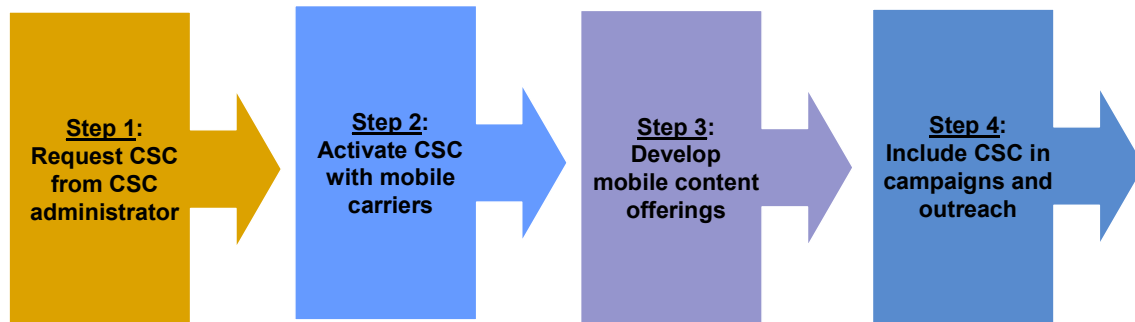 Step 1:
Request CSC
from CSC
administrator
Step 2:
Activate CSC
with mobile
carriers
Step 3:
Develop
mobile content
offerings
Step 4:
Include CSC in
campaigns and
outreach